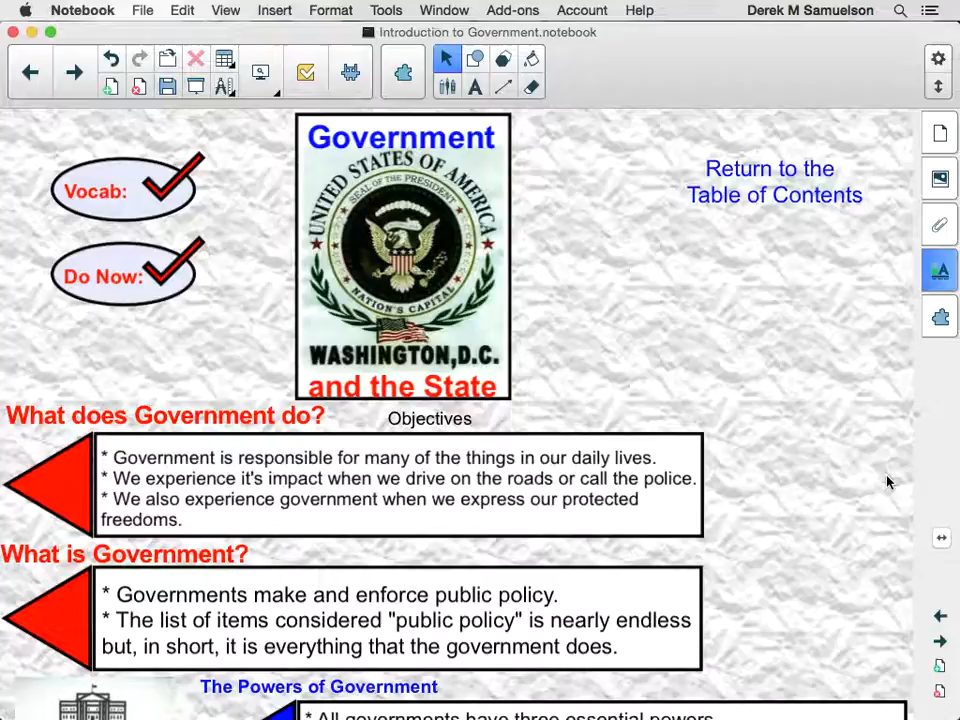 Notebook File Edit View Insert Format Tools Window Add-ons Account Help Derek M Samuelson
Introduction to Government.notebook
Government
UNITED STATES OF AMERICA
SEAL OF THE PRESIDENT
NATION'S CAPITAL
WASHINGTON,D.C.
and the State
Vocab:
Do Now:
Return to the
Table of Contents
What does Government do?
Objectives
* Government is responsible for many of the things in our daily lives.
* We experience it's impact when we drive on the roads or call the police.
* We also experience government when we express our protected
freedoms.
What is Government?
* Governments make and enforce public policy.
* The list of items considered "public policy" is nearly endless
but, in short, it is everything that the government does.
The Powers of Government
* All governments have three essential powers